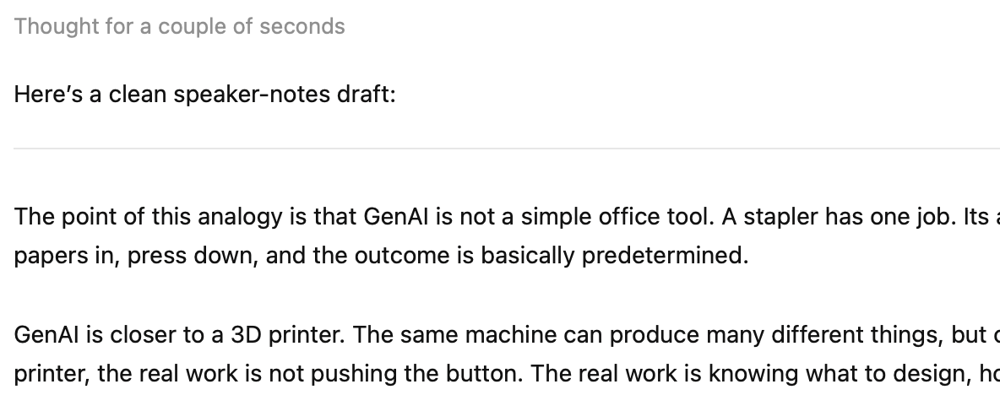 Thought for a couple of seconds
Here’s a clean speaker-notes draft:
The point of this analogy is that GenAI is not a simple office tool. A stapler has one job. Its
papers in, press down, and the outcome is basically predetermined.
GenAI is closer to a 3D printer. The same machine can produce many different things, but
printer, the real work is not pushing the button. The real work is knowing what to design,